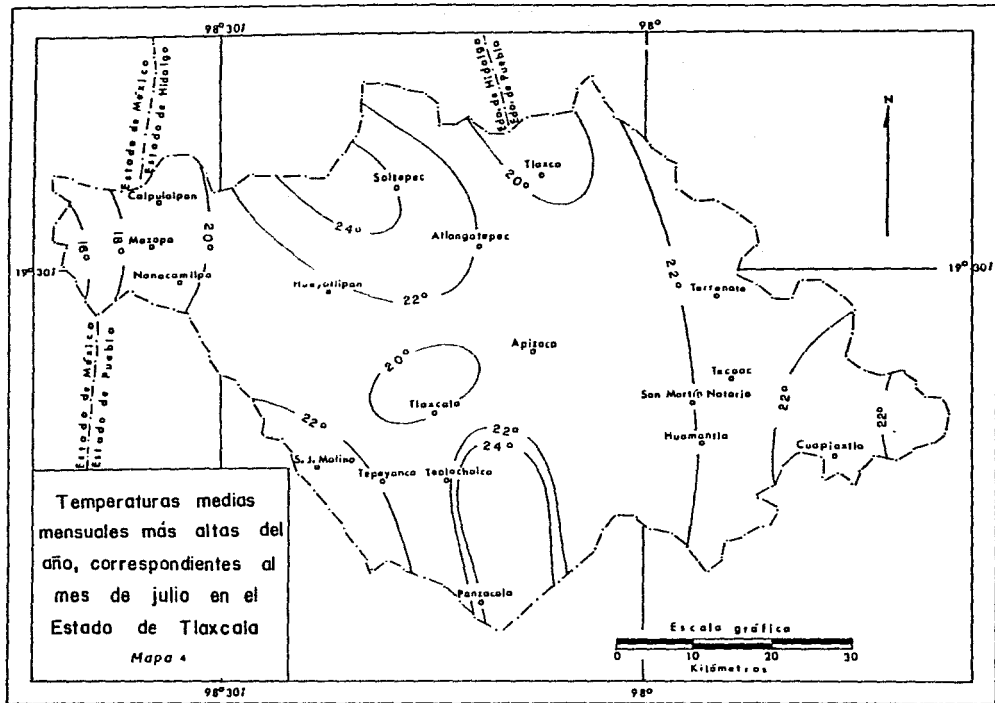 98°30'
98°
Estado de México
Estado de Hidalgo
Edo. de Hidalgo
Edo. de Puebla
N
Calpulalpan
Soltepec
Tlaxco
20°
24°
16°
18°
20°
Mazapa
Atlangatepec
19°30'
19°30'
Nanacamilpa
Hueyotlipan
22°
22°
Terrenate
Apizaco
Estado de México
Estado de Puebla
20°
Tecoac
Tlaxcala
San Martín Notario
22°
22°
22°
22°
24°
Huamantla
Cuapiaxtla
S. J. Molino
Tepeyanco
Teolocholco
Temperaturas medias
mensuales más altas del
año, correspondientes al
mes de julio en el
Estado de Tlaxcala
Mapa 4
Panzacola
Escala gráfica
0 10 20 30
Kilómetros
98°30'
98°